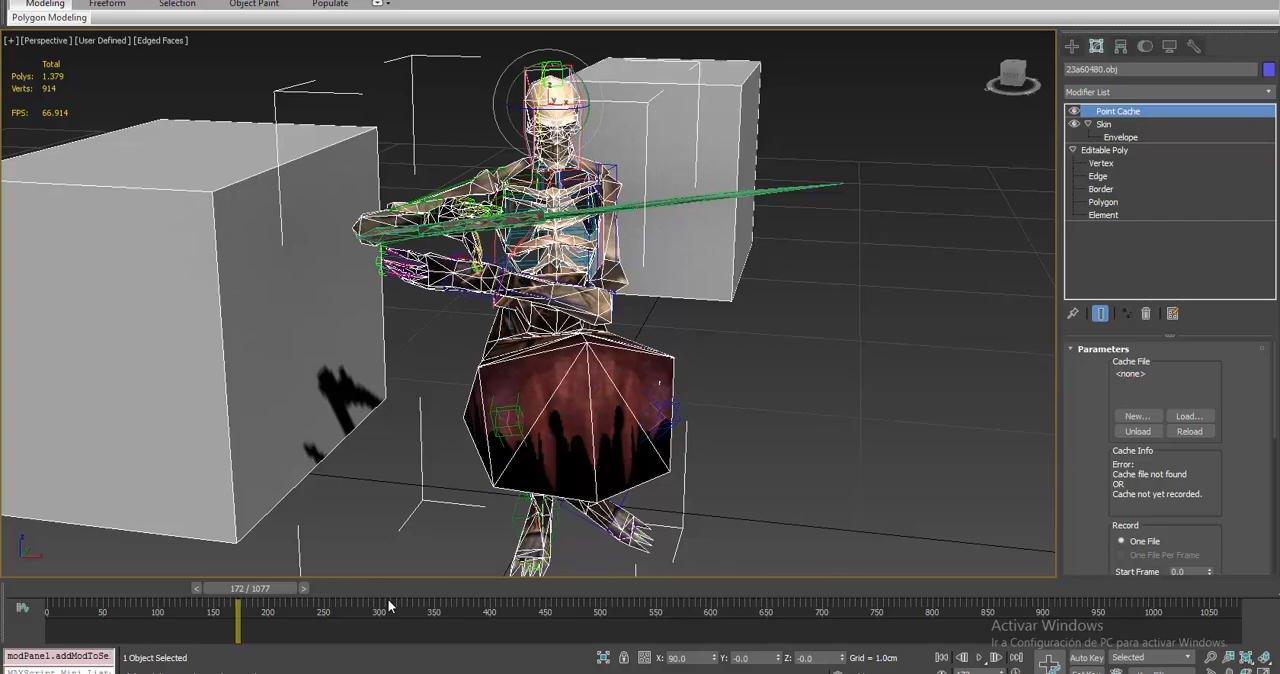 Modeling Freeform Selection Object Paint Populate
Polygon Modeling
[+] [Perspective] [User Defined] [Edged Faces]
Total
Polys: 1.379
Verts: 914
FPS: 66.914
23a60480.obj
Modifier List
Point Cache
Skin
Envelope
Editable Poly
Vertex
Edge
Border
Polygon
Element
Parameters
Cache File
<none>
New... Load...
Unload Reload
Cache Info
Error:
Cache file not found
OR
Cache not yet recorded.
Record
One File
One File Per Frame
Start Frame 0.0
< 172 / 1077 >
0 50 100 150 200 250 300 350 400 450 500 550 600 650 700 750 800 850 900 950 1000 1050
Activar Windows
Ir a Configuración de PC para activar Windows.
modPanel.addModToSe
1 Object Selected
X: 90.0 Y: -0.0 Z: -0.0 Grid = 1.0cm
Auto Key Selected